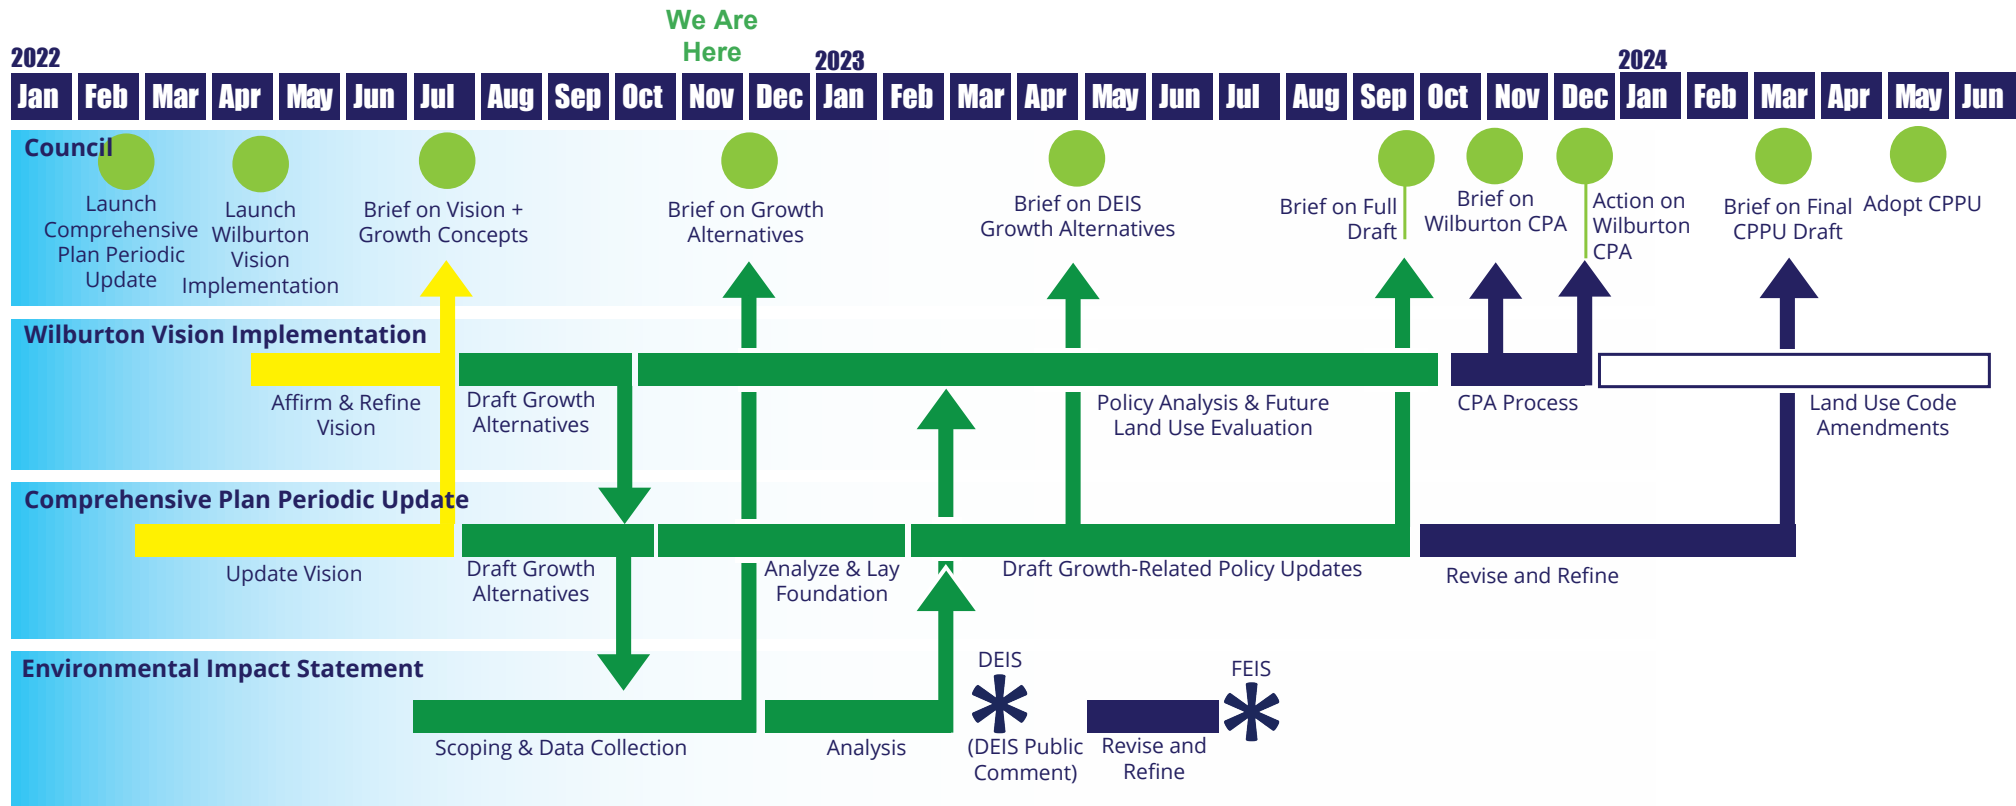 We Are
Here
2022
2023
2024
Jan Feb Mar Apr May Jun Jul Aug Sep Oct Nov Dec Jan Feb Mar Apr May Jun Jul Aug Sep Oct Nov Dec Jan Feb Mar Apr May Jun
Council
Launch
Comprehensive
Plan Periodic
Update
Launch
Wilburton
Vision
Implementation
Brief on Vision +
Growth Concepts
Brief on Growth
Alternatives
Brief on DEIS
Growth Alternatives
Brief on Full
Draft
Brief on
Wilburton CPA
Action on
Wilburton
CPA
Brief on Final
CPPU Draft
Adopt CPPU
Wilburton Vision Implementation
Affirm & Refine
Vision
Draft Growth
Alternatives
Policy Analysis & Future
Land Use Evaluation
CPA Process
Land Use Code
Amendments
Comprehensive Plan Periodic Update
Update Vision
Draft Growth
Alternatives
Analyze & Lay
Foundation
Draft Growth-Related Policy Updates
Revise and Refine
Environmental Impact Statement
Scoping & Data Collection
Analysis
DEIS
(DEIS Public
Comment)
Revise and
Refine
FEIS